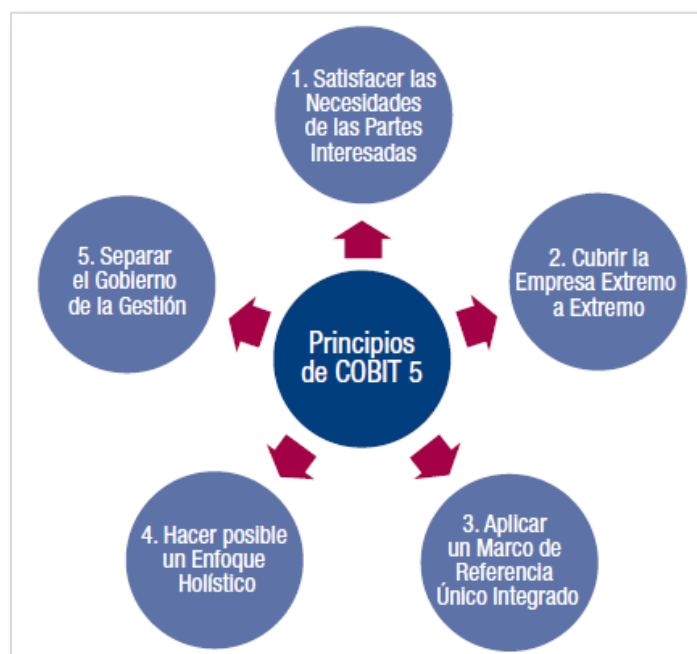 1. Satisfacer las
Necesidades
de las Partes
Interesadas
5. Separar
el Gobierno
de la Gestión
2. Cubrir la
Empresa Extremo
a Extremo
Principios
de COBIT 5
4. Hacer posible
un Enfoque
Holístico
3. Aplicar
un Marco de
Referencia
Único Integrado